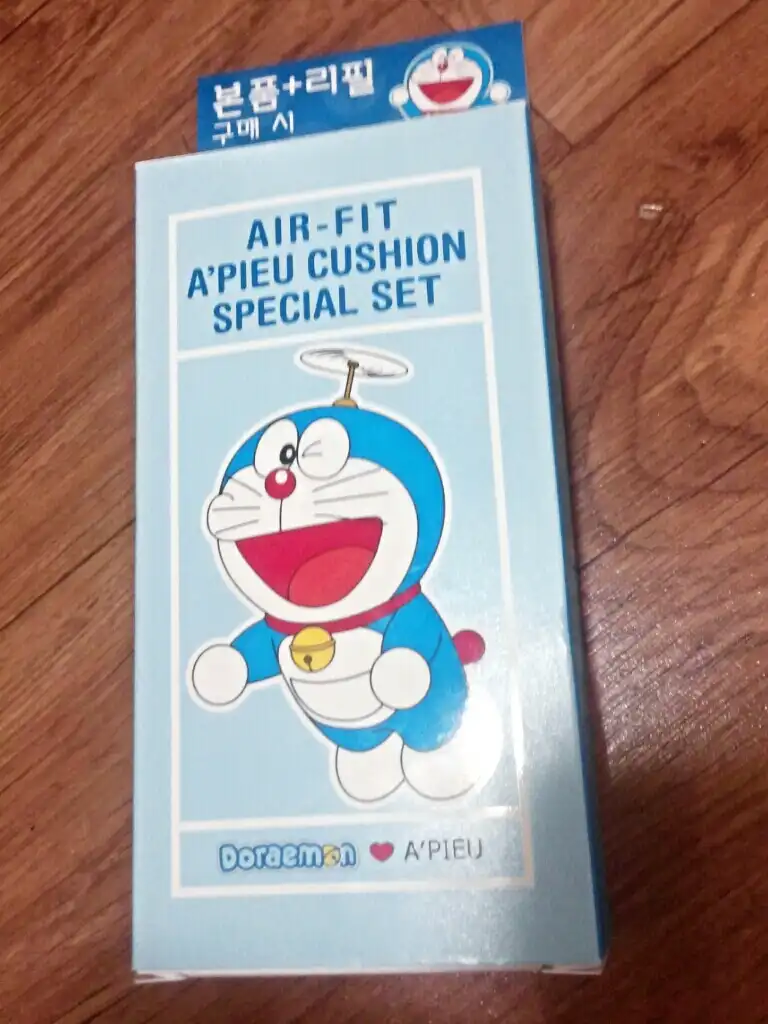 본품+리필
구매 시
AIR-FIT
A'PIEU CUSHION
SPECIAL SET
Doraemon ♥ A'PIEU